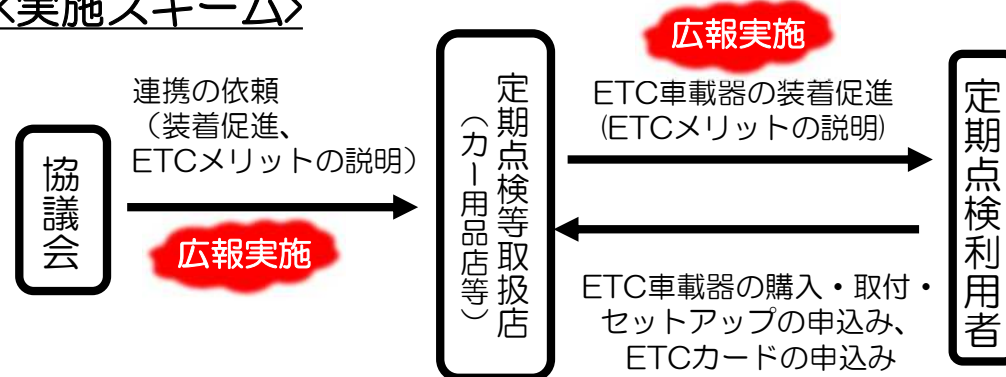 <実施スキーム>
協議会
連携の依頼
（装着促進、
ETCメリットの説明）
広報実施
定期点検等取扱店
（カー用品店等）
広報実施
ETC車載器の装着促進
(ETCメリットの説明)
ETC車載器の購入・取付・
セットアップの申込み、
ETCカードの申込み
定期点検利用者